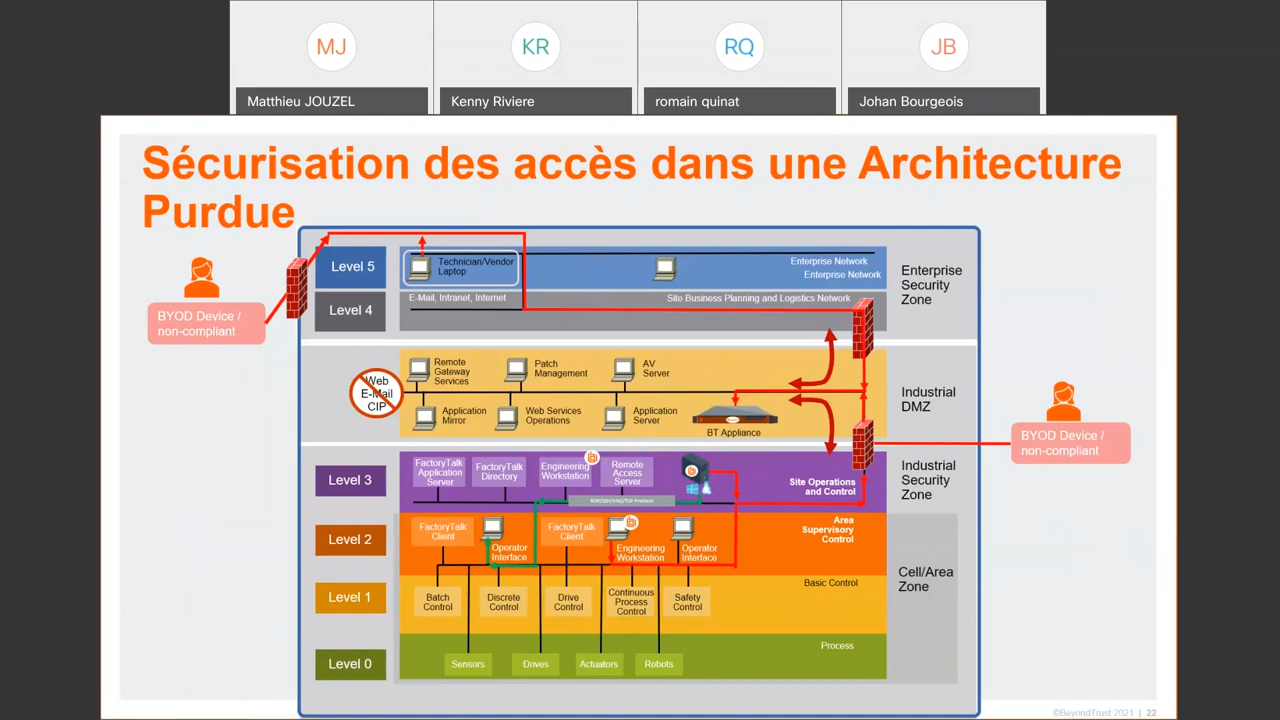 MJ
KR
RQ
JB
Matthieu JOUZEL
Kenny Riviere
romain quinat
Johan Bourgeois
Sécurisation des accès dans une Architecture
Purdue
BYOD Device /
non-compliant
Level 5
Technician/Vendor
Laptop
Enterprise Network
Enterprise Network
Enterprise
Security
Zone
Level 4
E-Mail, Intranet, Internet
Site Business Planning and Logistics Network
Web
E-Mail
CIP
Remote
Gateway
Services
Patch
Management
AV
Server
Application
Mirror
Web Services
Operations
Application
Server
BT Appliance
Industrial
DMZ
BYOD Device /
non-compliant
Level 3
FactoryTalk
Application
Server
FactoryTalk
Directory
Engineering
Workstation
Remote
Access
Server
Site Operations
and Control
Industrial
Security
Zone
RDP/SSH/VNC/TCP Protocol
Level 2
FactoryTalk
Client
Operator
Interface
FactoryTalk
Client
Engineering
Workstation
Operator
Interface
Area
Supervisory
Control
Cell/Area
Zone
Level 1
Batch
Control
Discrete
Control
Drive
Control
Continuous
Process
Control
Safety
Control
Basic Control
Level 0
Sensors
Drives
Actuators
Robots
Process
©BeyondTrust 2021 | 22